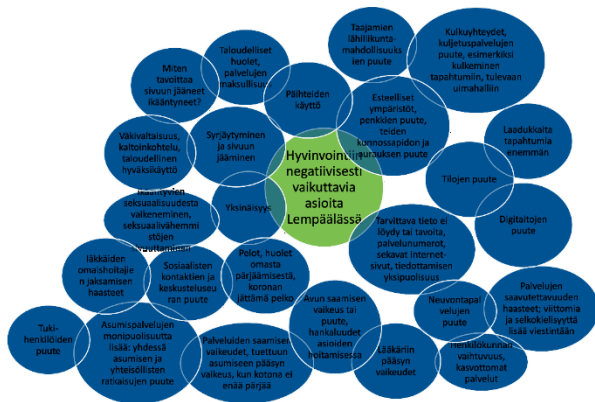 Miten
tavoittaa
sivuun jääneet
ikääntyneet?
Taloudelliset
huolet,
palvelujen
maksullisuus
Päihteiden
käyttö
Taajamien
lähiliikunta-
mahdollisuuks
ien puute
Kulkuyhteydet,
kuljetuspalvelujen
puute, esimerkiksi
kulkeminen
tapahtumiin, tulevaan
uimahalliin
Esteelliset
ympäristöt,
penkkien puute,
teiden
kunnossapidon ja
aurauksen puute
Laadukkaita
tapahtumia
enemmän
Väkivaltaisuus,
kaltoinkohtelu,
taloudellinen
hyväksikäyttö
Syrjäytyminen
ja sivuun
jääminen
Hyvinvointiin
negatiivisesti
vaikuttavia
asioita
Lempäälässä
Tilojen puute
Digitaitojen
puute
Ikääntyvien
seksuaalisuudesta
vaikeneminen,
seksuaalivähemmi
stöjen
sivuuttaminen
Yksinäisyys
Tarvittava tieto ei
löydy tai tavoita,
palvelunumerot,
sekavat internet-
sivut, tiedottamisen
yksipuolisuus
Iäkkäiden
omaishoitajie
n jaksamisen
haasteet
Sosiaalisten
kontaktien ja
keskusteluseu
ran puute
Pelot, huolet
omasta
pärjäämisestä,
koronan
jättämä pelko
Avun saamisen
vaikeus tai
puute,
hankaluudet
asioiden
hoitamisessa
Neuvontapal
velujen
puute
Palvelujen
saavutettavuuden
haasteet; viittomia
ja selkokielisyyttä
lisää viestintään
Tuki-
henkilöiden
puute
Asumispalvelujen
monipuolisuutta
lisää: yhdessä
asumisen ja
yhteisöllisten
ratkaisujen puute
Palveluiden saamisen
vaikeudet, tuettuun
asumiseen pääsyn
vaikeus, kun kotona ei
enää pärjää
Lääkäriin
pääsyn
vaikeudet
Henkilökunnan
vaihtuvuus,
kasvottomat
palvelut